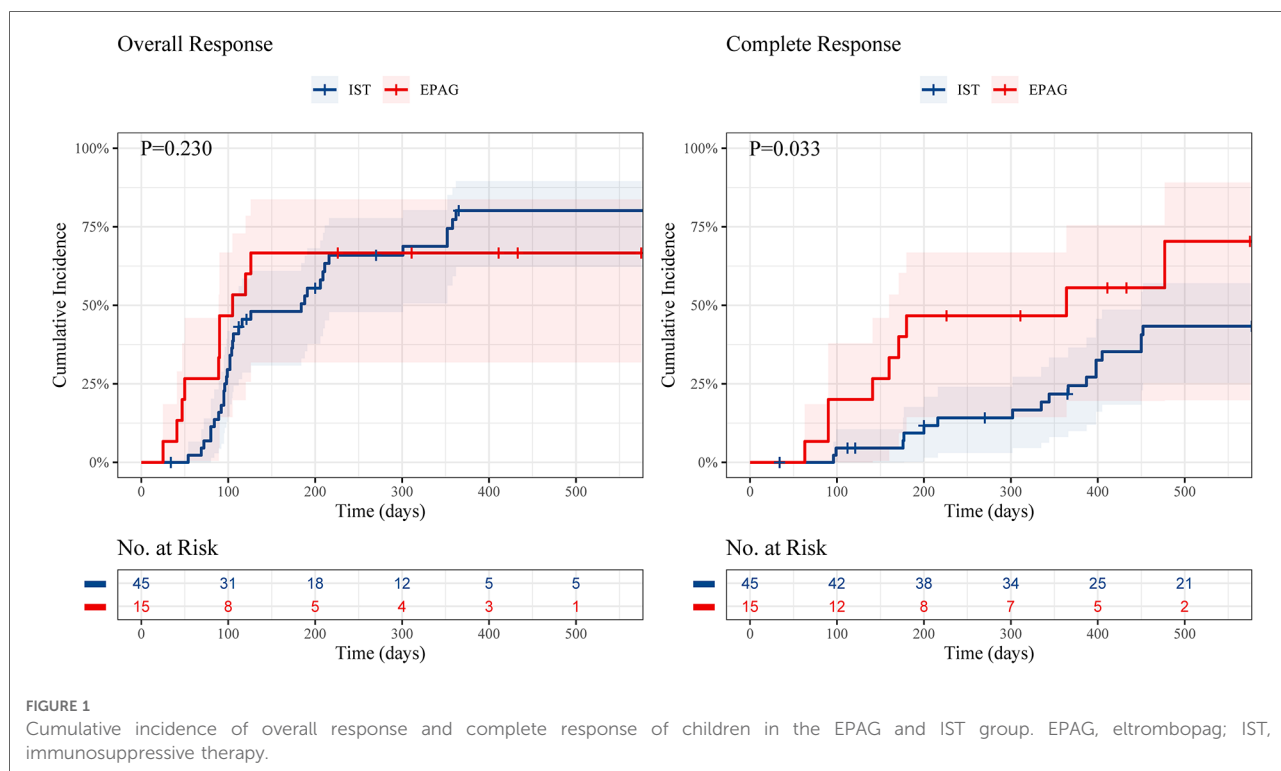 Overall Response
IST EPAG
P=0.230
100%
75%
50%
25%
0%
Cumulative Incidence
0 100 200 300 400 500
Time (days)
No. at Risk
45 31 18 12 5 5
15 8 5 4 3 1
0 100 200 300 400 500
Time (days)
Complete Response
IST EPAG
P=0.033
100%
75%
50%
25%
0%
Cumulative Incidence
0 100 200 300 400 500
Time (days)
No. at Risk
45 42 38 34 25 21
15 12 8 7 5 2
0 100 200 300 400 500
Time (days)
FIGURE 1
Cumulative incidence of overall response and complete response of children in the EPAG and IST group. EPAG, eltrombopag; IST,
immunosuppressive therapy.